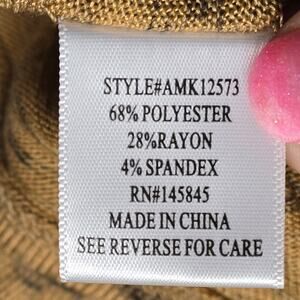 STYLE#AMK12573
68% POLYESTER
28%RAYON
4% SPANDEX
RN#145845
MADE IN CHINA
SEE REVERSE FOR CARE